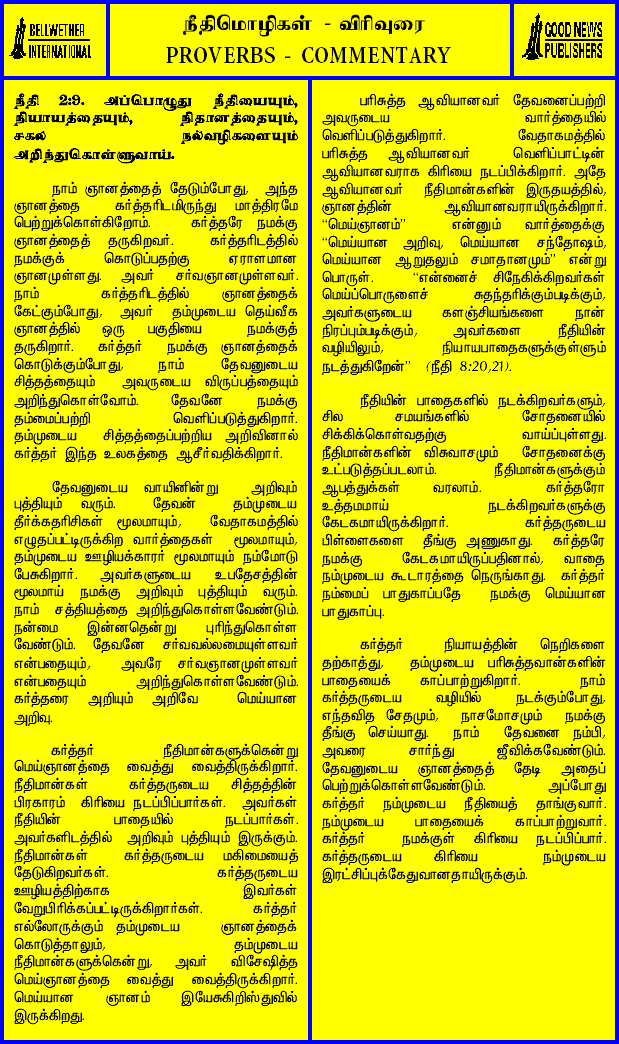 BELLWETHER
INTERNATIONAL
நீதிமொழிகள் - விரிவுரை
PROVERBS - COMMENTARY
GOOD NEWS
PUBLISHERS
நீதி 2:9. அப்பொழுது நீதியையும்,
நியாயத்தையும், நிதானத்தையும்,
சகல நல்வழிகளையும்
அறிந்துகொள்ளுவாய்.
நாம் ஞானத்தைத் தேடும்போது, அந்த
ஞானத்தை கர்த்தரிடமிருந்து மாத்திரமே
பெற்றுக்கொள்கிறோம். கர்த்தரே நமக்கு
ஞானத்தைத் தருகிறவர். கர்த்தரிடத்தில்
நமக்குக் கொடுப்பதற்கு ஏராளமான
ஞானமுள்ளது. அவர் சர்வஞானமுள்ளவர்.
நாம் கர்த்தரிடத்தில் ஞானத்தைக்
கேட்கும்போது, அவர் தம்முடைய தெய்வீக
ஞானத்தில் ஒரு பகுதியை நமக்குத்
தருகிறார். கர்த்தர் நமக்கு ஞானத்தைக்
கொடுக்கும்போது, நாம் தேவனுடைய
சித்தத்தையும் அவருடைய விருப்பத்தையும்
அறிந்துகொள்வோம். தேவனே நமக்கு
தம்மைப்பற்றி வெளிப்படுத்துகிறார்.
தம்முடைய சித்தத்தைப்பற்றிய அறிவினால்
கர்த்தர் இந்த உலகத்தை ஆசீர்வதிக்கிறார்.
தேவனுடைய வாயினின்று அறிவும்
புத்தியும் வரும். தேவன் தம்முடைய
தீர்க்கதரிசிகள் மூலமாயும், வேதாகமத்தில்
எழுதப்பட்டிருக்கிற வார்த்தைகள் மூலமாயும்,
தம்முடைய ஊழியக்காரர் மூலமாயும் நம்மோடு
பேசுகிறார். அவர்களுடைய உபதேசத்தின்
மூலமாய் நமக்கு அறிவும் புத்தியும் வரும்.
நாம் சத்தியத்தை அறிந்துகொள்ளவேண்டும்.
நன்மை இன்னதென்று புரிந்துகொள்ள
வேண்டும். தேவனே சர்வவல்லமையுள்ளவர்
என்பதையும், அவரே சர்வஞானமுள்ளவர்
என்பதையும் அறிந்துகொள்ளவேண்டும்.
கர்த்தரை அறியும் அறிவே மெய்யான
அறிவு.
கர்த்தர் நீதிமான்களுக்கென்று
மெய்ஞானத்தை வைத்து வைத்திருக்கிறார்.
நீதிமான்கள் கர்த்தருடைய சித்தத்தின்
பிரகாரம் கிரியை நடப்பிப்பார்கள். அவர்கள்
நீதியின் பாதையில் நடப்பார்கள்.
அவர்களிடத்தில் அறிவும் புத்தியும் இருக்கும்.
நீதிமான்கள் கர்த்தருடைய மகிமையைத்
தேடுகிறவர்கள். கர்த்தருடைய
ஊழியத்திற்காக இவர்கள்
வேறுபிரிக்கப்பட்டிருக்கிறார்கள். கர்த்தர்
எல்லோருக்கும் தம்முடைய ஞானத்தைக்
கொடுத்தாலும், தம்முடைய
நீதிமான்களுக்கென்று, அவர் விசேஷித்த
மெய்ஞானத்தை வைத்து வைத்திருக்கிறார்.
மெய்யான ஞானம் இயேசுகிறிஸ்துவில்
இருக்கிறது.
பரிசுத்த ஆவியானவர் தேவனைப்பற்றி
அவருடைய வார்த்தையில்
வெளிப்படுத்துகிறார். வேதாகமத்தில்
பரிசுத்த ஆவியானவர் வெளிப்பாட்டின்
ஆவியானவராக கிரியை நடப்பிக்கிறார். அதே
ஆவியானவர் நீதிமான்களின் இருதயத்தில்,
ஞானத்தின் ஆவியானவராயிருக்கிறார்.
“மெய்ஞானம்” என்னும் வார்த்தைக்கு
“மெய்யான அறிவு, மெய்யான சந்தோஷம்,
மெய்யான ஆறுதலும் சமாதானமும்” என்று
பொருள். “என்னைச் சிநேகிக்கிறவர்கள்
மெய்ப்பொருளைச் சுதந்தரிக்கும்படிக்கும்,
அவர்களுடைய களஞ்சியங்களை நான்
நிரப்பும்படிக்கும், அவர்களை நீதியின்
வழியிலும், நியாயபாதைகளுக்குள்ளும்
நடத்துகிறேன்” (நீதி 8:20,21).
நீதியின் பாதைகளில் நடக்கிறவர்களும்,
சில சமயங்களில் சோதனையில்
சிக்கிக்கொள்வதற்கு வாய்ப்புள்ளது.
நீதிமான்களின் விசுவாசமும் சோதனைக்கு
உட்படுத்தப்படலாம். நீதிமான்களுக்கும்
ஆபத்துக்கள் வரலாம். கர்த்தரோ
உத்தமமாய் நடக்கிறவர்களுக்கு
கேடகமாயிருக்கிறார். கர்த்தருடைய
பிள்ளைகளை தீங்கு அணுகாது. கர்த்தரே
நமக்கு கேடகமாயிருப்பதினால், வாதை
நம்முடைய கூடாரத்தை நெருங்காது. கர்த்தர்
நம்மைப் பாதுகாப்பதே நமக்கு மெய்யான
பாதுகாப்பு.
கர்த்தர் நியாயத்தின் நெறிகளை
தற்காத்து, தம்முடைய பரிசுத்தவான்களின்
பாதையைக் காப்பாற்றுகிறார். நாம்
கர்த்தருடைய வழியில் நடக்கும்போது,
எந்தவித சேதமும், நாசமோசமும் நமக்கு
தீங்கு செய்யாது. நாம் தேவனை நம்பி,
அவரை சார்ந்து ஜீவிக்கவேண்டும்.
தேவனுடைய ஞானத்தைத் தேடி அதைப்
பெற்றுக்கொள்ளவேண்டும். அப்போது
கர்த்தர் நம்முடைய நீதியைத் தாங்குவார்.
நம்முடைய பாதையைக் காப்பாற்றுவார்.
கர்த்தர் நமக்குள் கிரியை நடப்பிப்பார்.
கர்த்தருடைய கிரியை நம்முடைய
இரட்சிப்புக்கேதுவானதாயிருக்கும்.